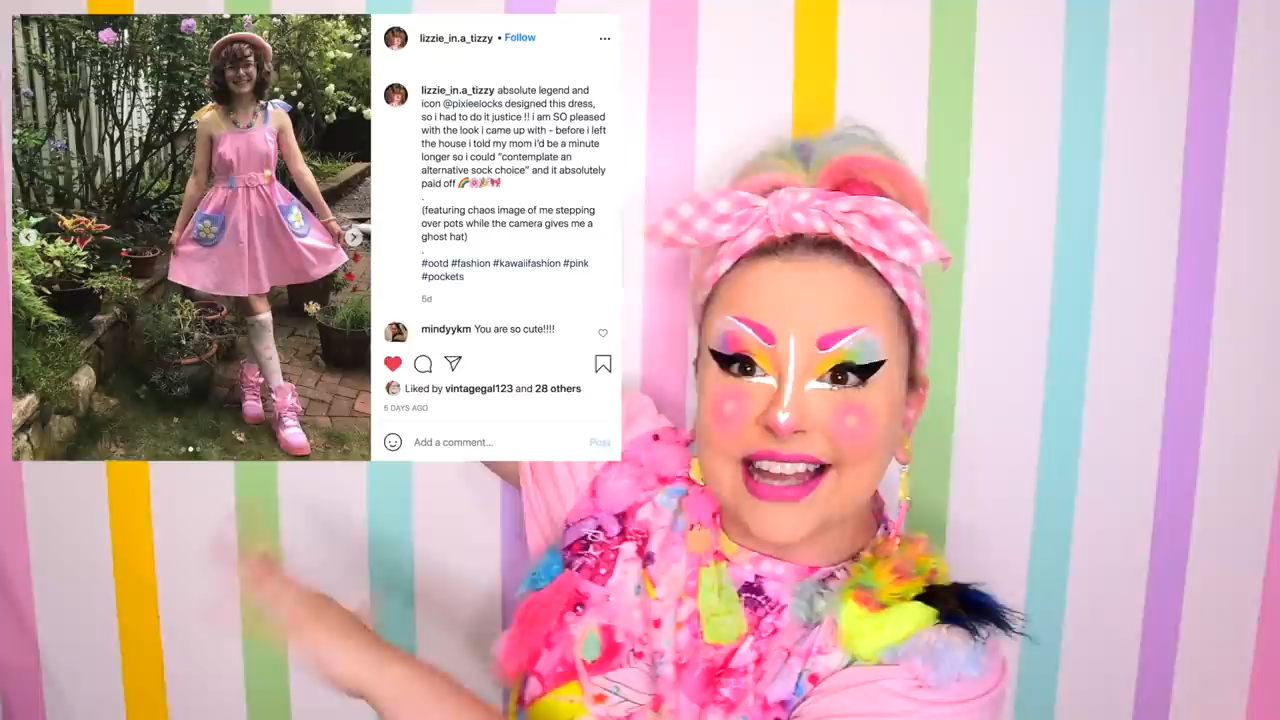 lizzie_in.a_tizzy • Follow
lizzie_in.a_tizzy absolute legend and
icon @pixieelocks designed this dress,
so i had to do it justice !! i am SO pleased
with the look i came up with - before i left
the house i told my mom i'd be a minute
longer so i could "contemplate an
alternative sock choice" and it absolutely
paid off 🌈🌸🎉🎀
.
(featuring chaos image of me stepping
over pots while the camera gives me a
ghost hat)
.
#ootd #fashion #kawaiifashion #pink
#pockets
5d
mindyykm You are so cute!!!!
Liked by vintagegal123 and 28 others
5 DAYS AGO
Add a comment...
Post